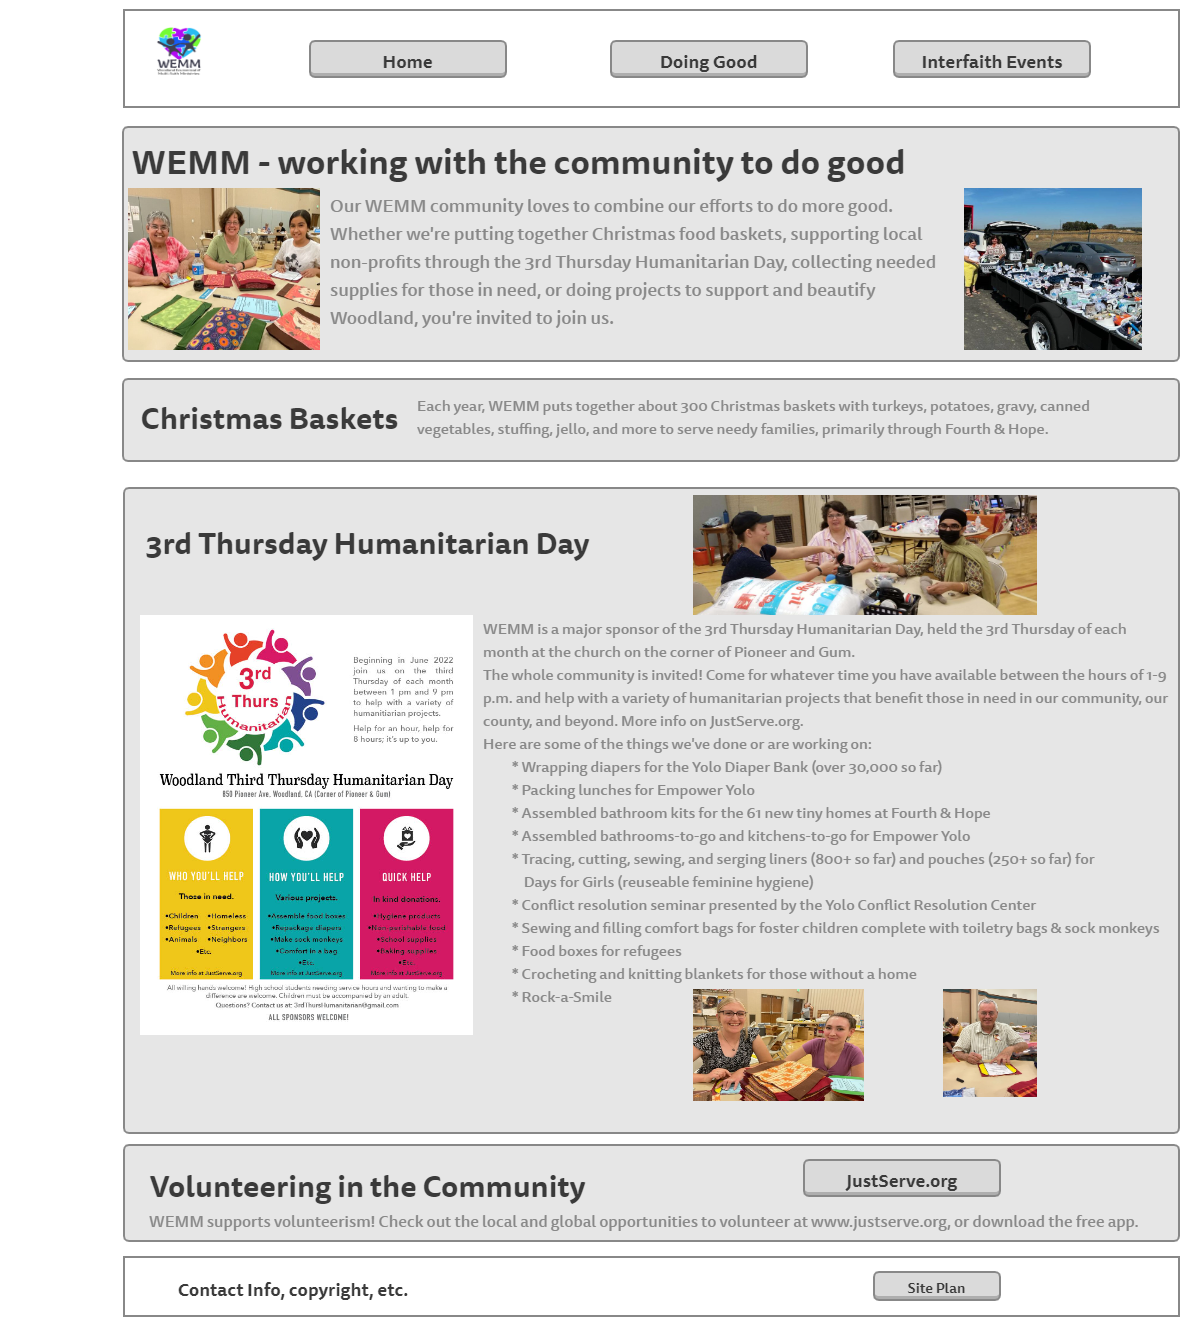 WEMM
Home
Doing Good
Interfaith Events
WEMM - working with the community to do good
Our WEMM community loves to combine our efforts to do more good.
Whether we're putting together Christmas food baskets, supporting local
non-profits through the 3rd Thursday Humanitarian Day, collecting needed
supplies for those in need, or doing projects to support and beautify
Woodland, you're invited to join us.
Christmas Baskets
Each year, WEMM puts together about 300 Christmas baskets with turkeys, potatoes, gravy, canned
vegetables, stuffing, jello, and more to serve needy families, primarily through Fourth & Hope.
3rd Thursday Humanitarian Day
3rd
Thurs
Humanitarian
Beginning in June 2022
join us on the third
Thursday of each month
between 1 pm and 9 pm
to help with a variety of
humanitiarian projects.
Help for an hour, help for
8 hours; it's up to you.
Woodland Third Thursday Humanitarian Day
850 Pioneer Ave, Woodland, CA (Corner of Pioneer & Gum)
WHO YOU'LL HELP
Those in need.
•Children •Homeless
•Refugees •Strangers
•Animals •Neighbors
•Etc.
More info at JustServe.org
HOW YOU'LL HELP
Various projects.
•Assemble food boxes
•Repackage diapers
•Make sock monkeys
•Comfort in a bag
•Etc.
More info at JustServe.org
QUICK HELP
In kind donations.
•Hygiene products
•Non-parishable food
•School supplies
•Baking supplies
•Etc.
More info at JustServe.org
All willing hands welcome! High school students needing service hours and wanting to make a
difference are welcome. Children must be accompanied by an adult.
Questions? Contact us at: 3rdThursHumanitarian@gmail.com
ALL SPONSORS WELCOME!
WEMM is a major sponsor of the 3rd Thursday Humanitarian Day, held the 3rd Thursday of each
month at the church on the corner of Pioneer and Gum.
The whole community is invited! Come for whatever time you have available between the hours of 1-9
p.m. and help with a variety of humanitarian projects that benefit those in need in our community, our
county, and beyond. More info on JustServe.org.
Here are some of the things we've done or are working on:
* Wrapping diapers for the Yolo Diaper Bank (over 30,000 so far)
* Packing lunches for Empower Yolo
* Assembled bathroom kits for the 61 new tiny homes at Fourth & Hope
* Assembled bathrooms-to-go and kitchens-to-go for Empower Yolo
* Tracing, cutting, sewing, and serging liners (800+ so far) and pouches (250+ so far) for
Days for Girls (reuseable feminine hygiene)
* Conflict resolution seminar presented by the Yolo Conflict Resolution Center
* Sewing and filling comfort bags for foster children complete with toiletry bags & sock monkeys
* Food boxes for refugees
* Crocheting and knitting blankets for those without a home
* Rock-a-Smile
Volunteering in the Community
JustServe.org
WEMM supports volunteerism! Check out the local and global opportunities to volunteer at www.justserve.org, or download the free app.
Contact Info, copyright, etc.
Site Plan